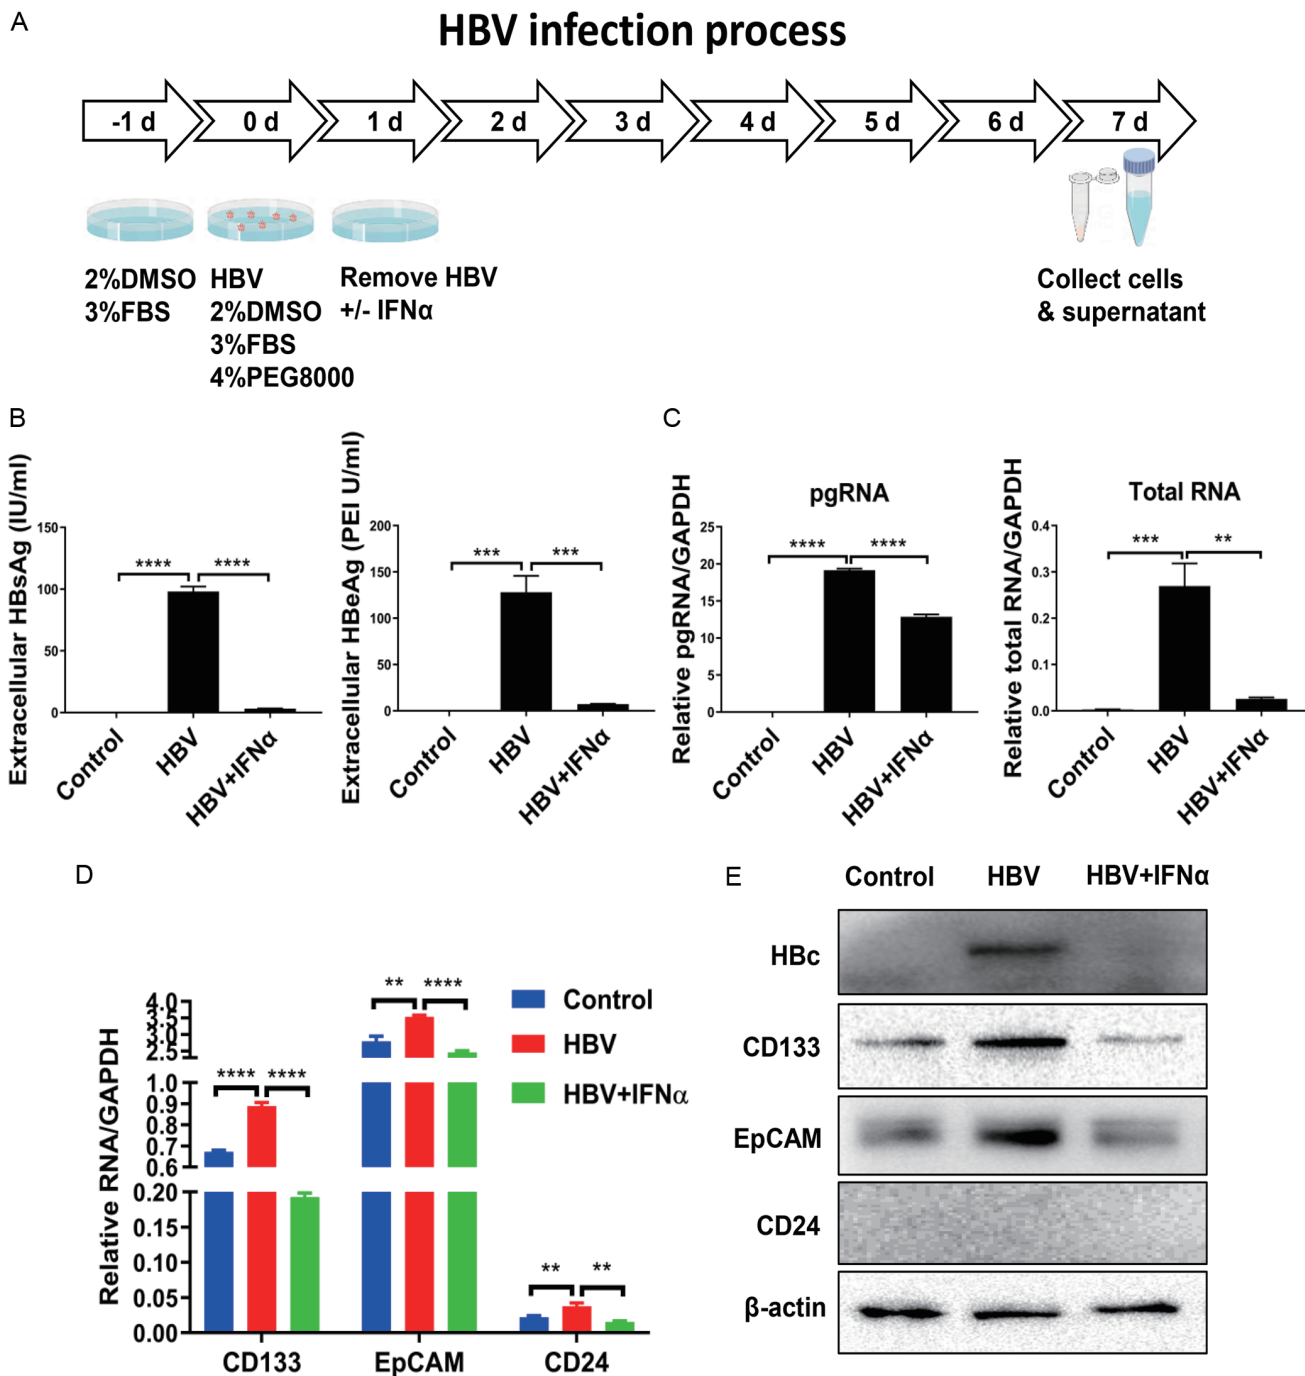 A
HBV infection process
-1 d
0 d
1 d
2 d
3 d
4 d
5 d
6 d
7 d
2%DMSO
3%FBS
HBV
2%DMSO
3%FBS
4%PEG8000
Remove HBV
+/- IFNα
Collect cells
& supernatant
B
Extracellular HBsAg (IU/ml)
150
100
50
0
****
****
Control
HBV
HBV+IFNα
Extracellular HBeAg (PEI U/ml)
200
150
100
50
0
***
***
Control
HBV
HBV+IFNα
C
pgRNA
Relative pgRNA/GAPDH
25
20
15
10
5
0
****
****
Control
HBV
HBV+IFNα
Total RNA
Relative total RNA/GAPDH
0.4
0.3
0.2
0.1
0.0
***
**
Control
HBV
HBV+IFNα
D
Relative RNA/GAPDH
4.0
3.5
3.0
2.5
1.0
0.9
0.8
0.7
0.6
0.20
0.15
0.10
0.05
0.00
****
****
**
****
**
**
CD133
EpCAM
CD24
Control
HBV
HBV+IFNα
E
Control
HBV
HBV+IFNα
HBc
CD133
EpCAM
CD24
β-actin